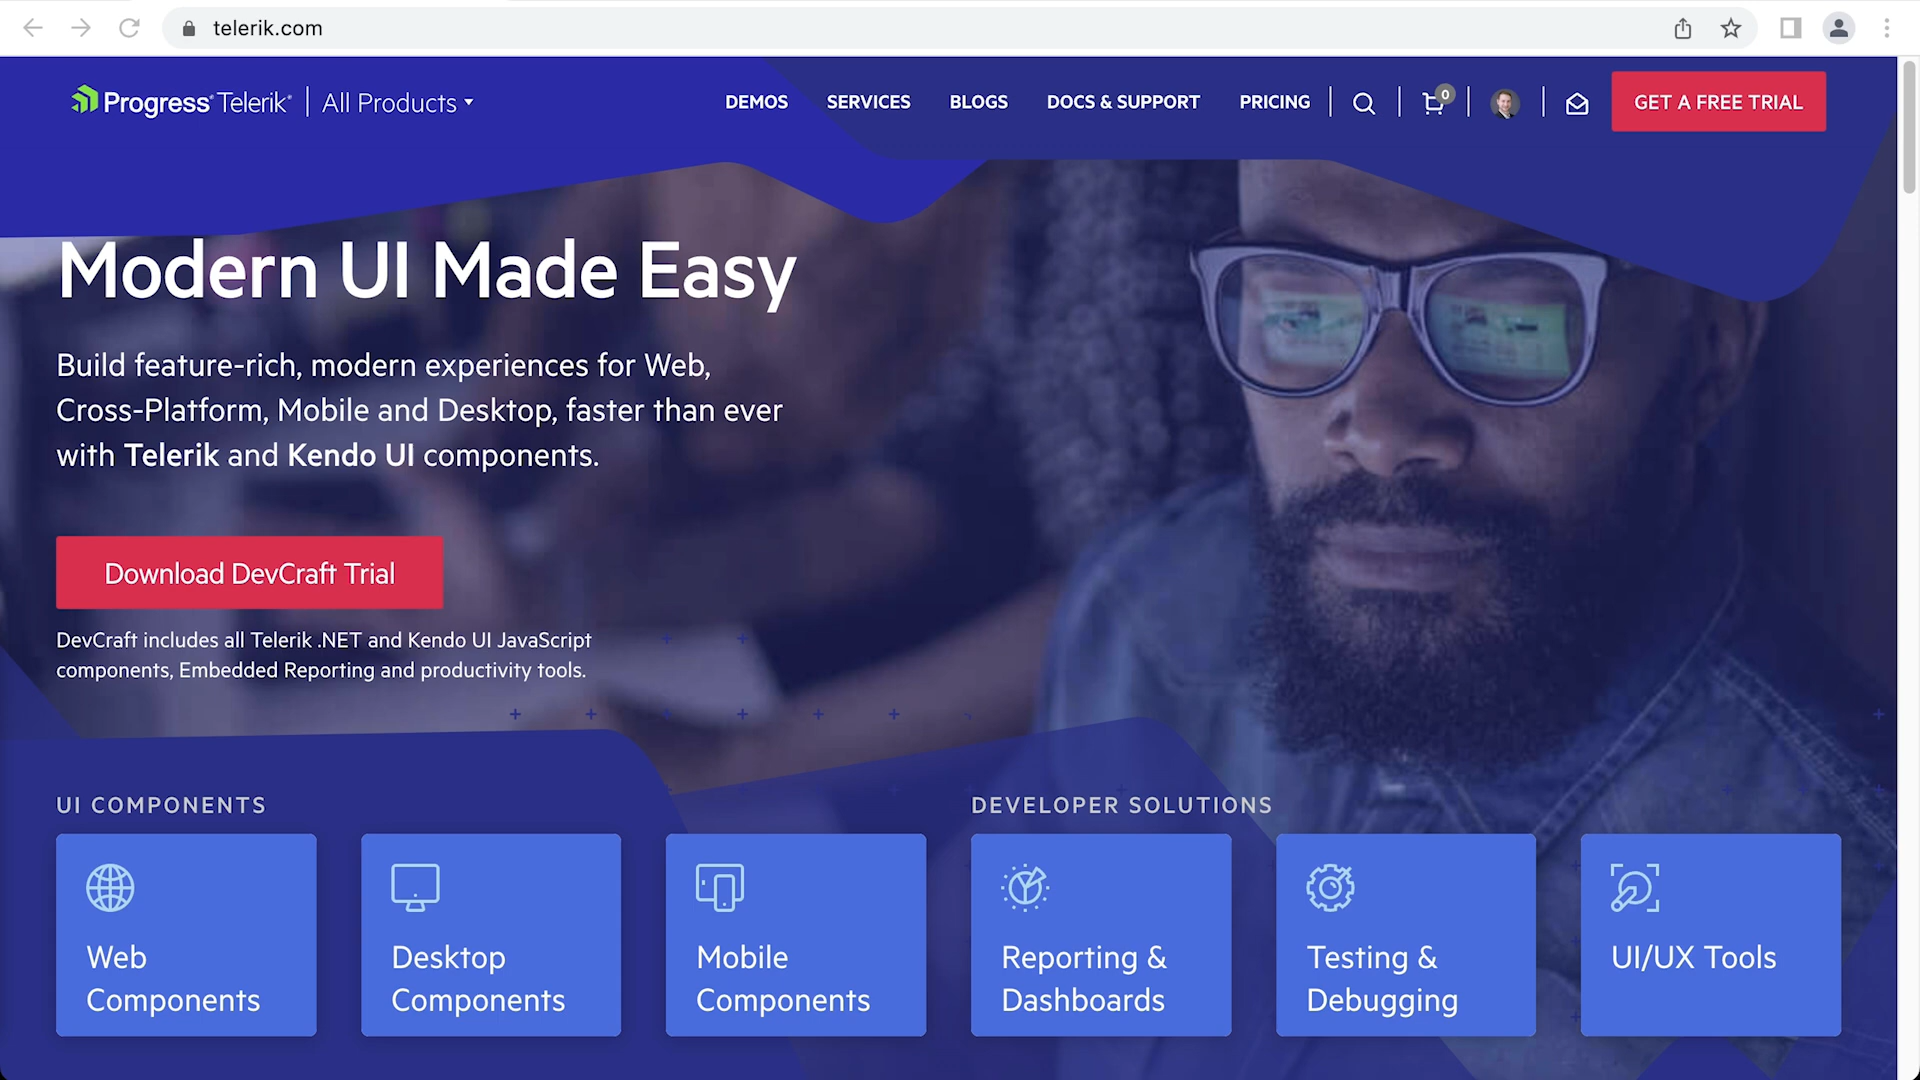 telerik.com
Progress® Telerik® | All Products
DEMOS SERVICES BLOGS DOCS & SUPPORT PRICING 0 GET A FREE TRIAL
Modern UI Made Easy
Build feature-rich, modern experiences for Web,
Cross-Platform, Mobile and Desktop, faster than ever
with Telerik and Kendo UI components.
Download DevCraft Trial
DevCraft includes all Telerik .NET and Kendo UI JavaScript
components, Embedded Reporting and productivity tools.
UI COMPONENTS
Web
Components
Desktop
Components
Mobile
Components
DEVELOPER SOLUTIONS
Reporting &
Dashboards
Testing &
Debugging
UI/UX Tools